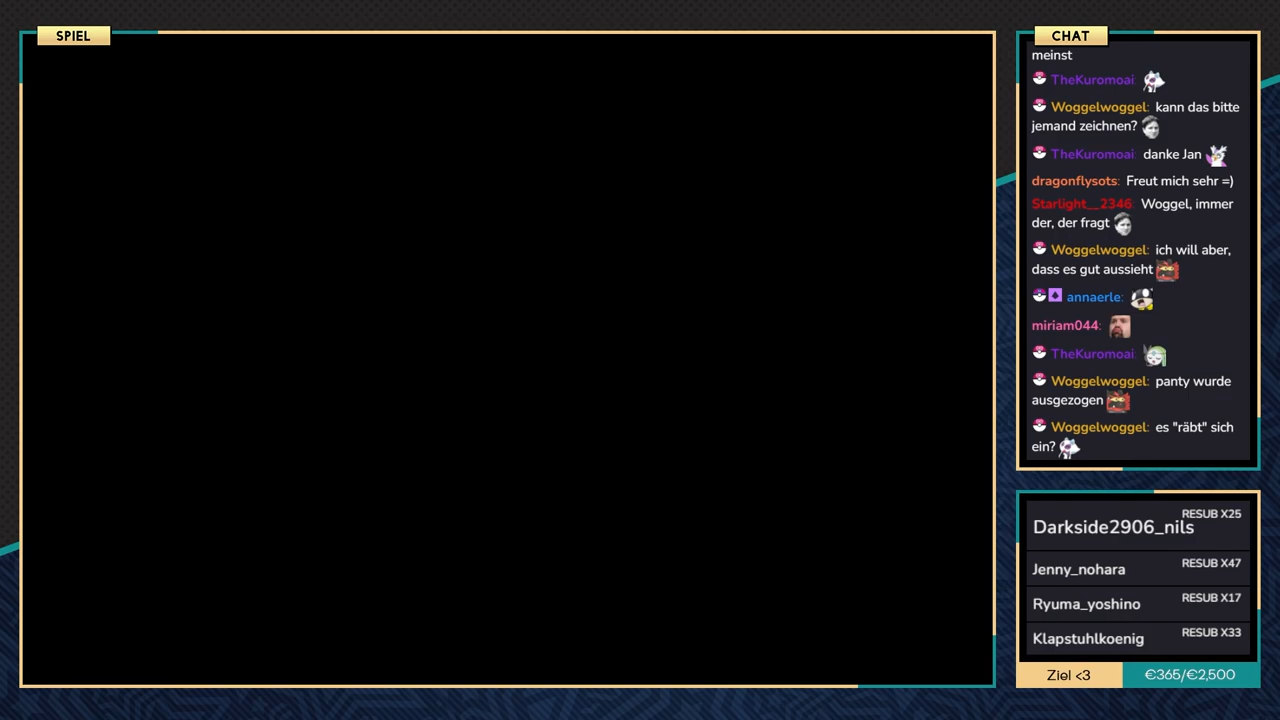 SPIEL
CHAT
meinst
TheKuromoai:
Woggelwoggel: kann das bitte
jemand zeichnen?
TheKuromoai: danke Jan
dragonflysots: Freut mich sehr =)
Starlight__2346: Woggel, immer
der, der fragt
Woggelwoggel: ich will aber,
dass es gut aussieht
annaerle:
miriam044:
TheKuromoai:
Woggelwoggel: panty wurde
ausgezogen
Woggelwoggel: es "räbt" sich
ein?
RESUB X25
Darkside2906_nils
Jenny_nohara RESUB X47
Ryuma_yoshino RESUB X17
Klapstuhlkoenig RESUB X33
Ziel <3 €365/€2,500